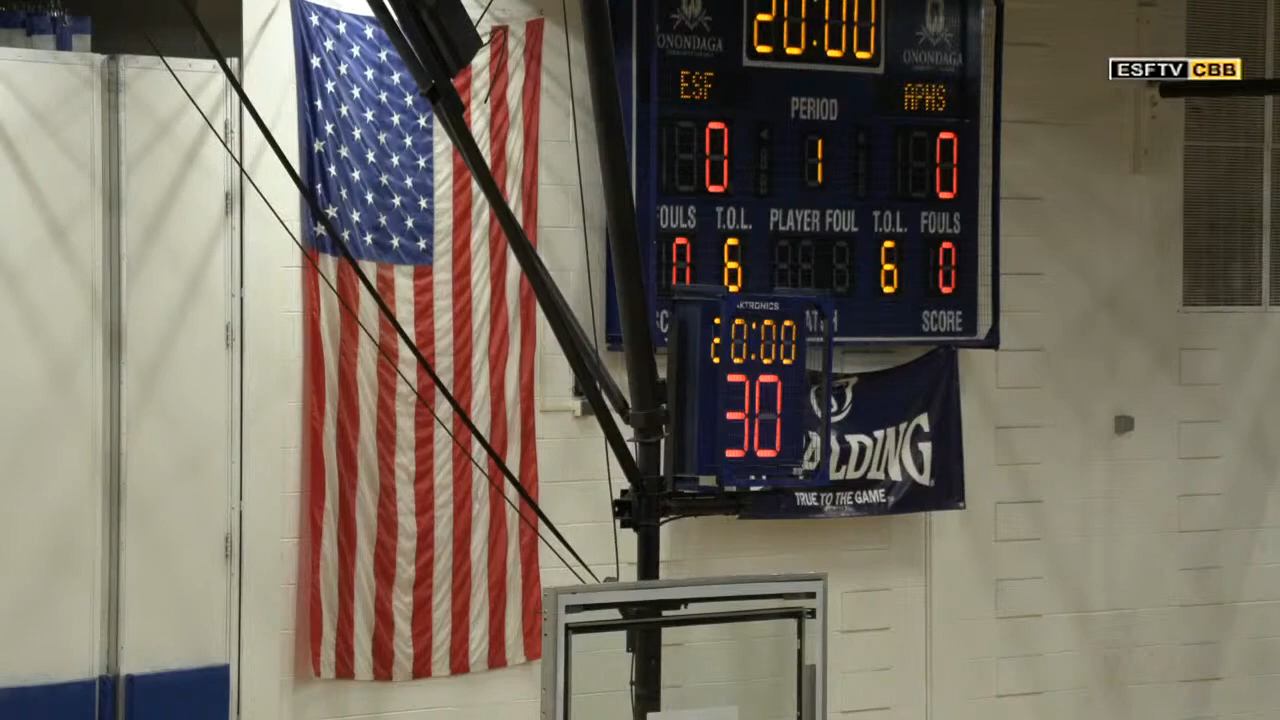 20:00
ONONDAGA
ONONDAGA
ESFTV CBB
ESF
APHS
PERIOD
0
1
0
FOULS T.O.L. PLAYER FOUL T.O.L. FOULS
0 6 6 0
SCORE
20:00
30
LDING
TRUE TO THE GAME